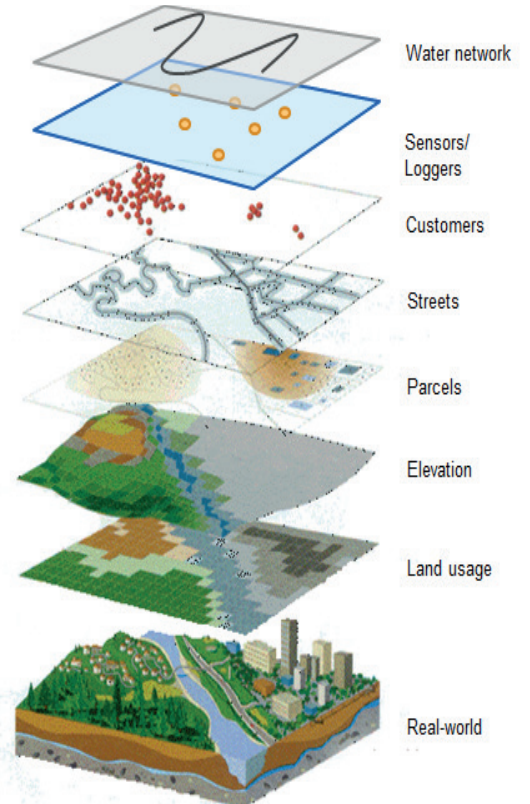 Water network
Sensors/
Loggers
Customers
Streets
Parcels
Elevation
Land usage
Real-world